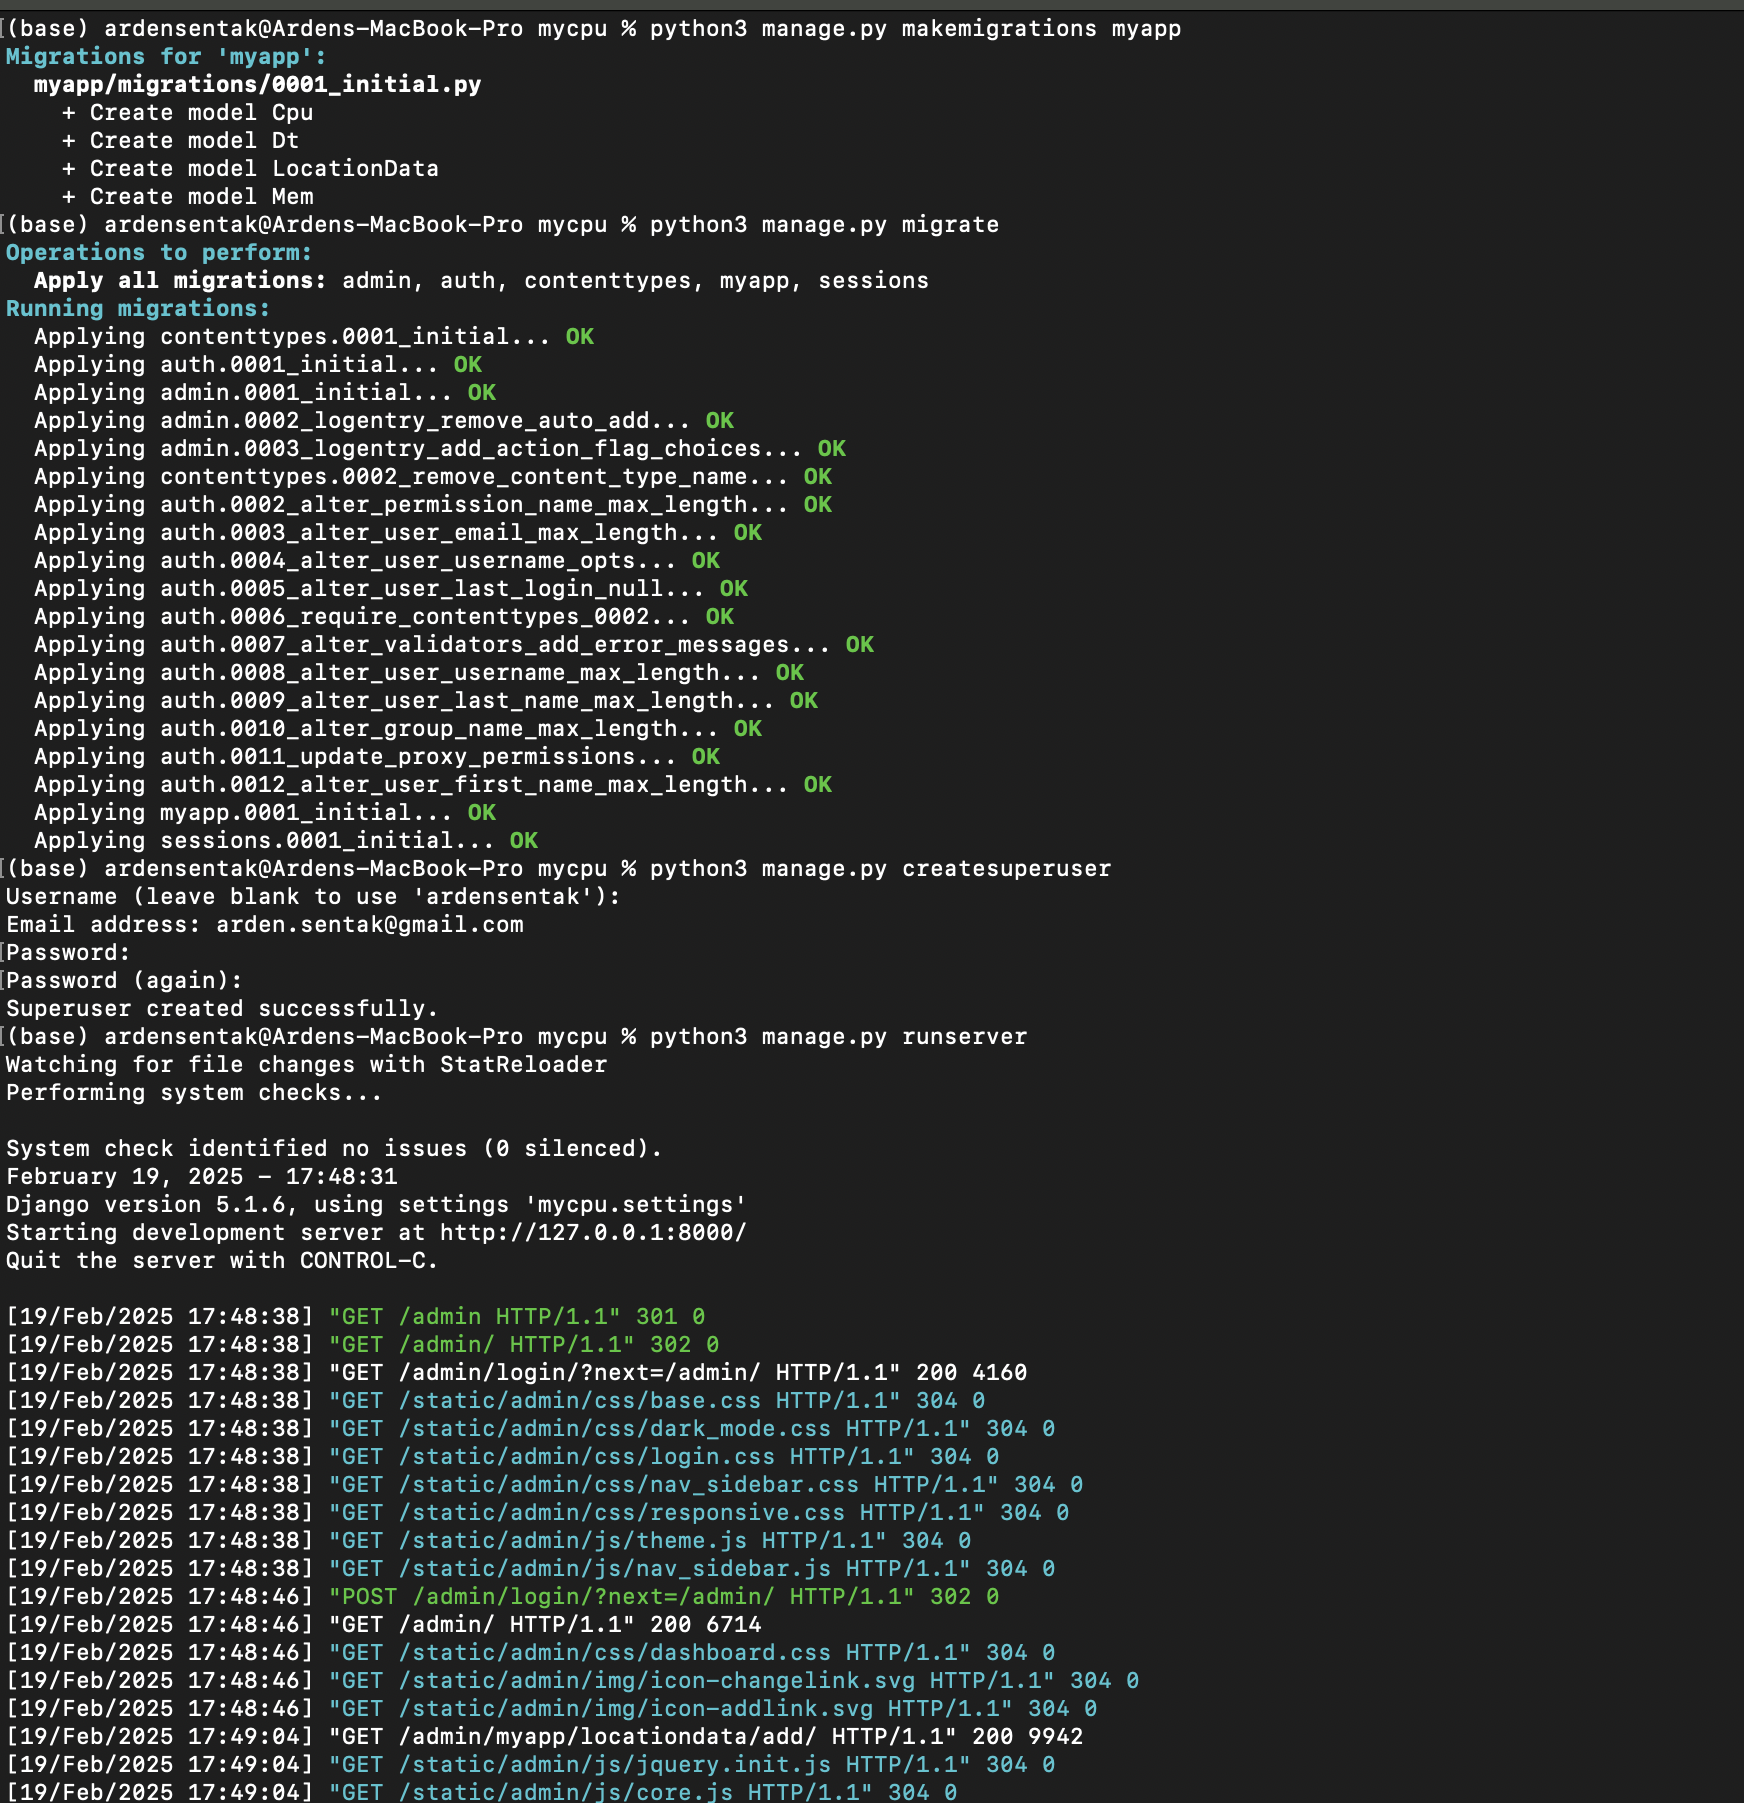 (base) ardensentak@Ardens-MacBook-Pro mycpu % python3 manage.py makemigrations myapp
Migrations for 'myapp':
  myapp/migrations/0001_initial.py
    + Create model Cpu
    + Create model Dt
    + Create model LocationData
    + Create model Mem
(base) ardensentak@Ardens-MacBook-Pro mycpu % python3 manage.py migrate
Operations to perform:
  Apply all migrations: admin, auth, contenttypes, myapp, sessions
Running migrations:
  Applying contenttypes.0001_initial... OK
  Applying auth.0001_initial... OK
  Applying admin.0001_initial... OK
  Applying admin.0002_logentry_remove_auto_add... OK
  Applying admin.0003_logentry_add_action_flag_choices... OK
  Applying contenttypes.0002_remove_content_type_name... OK
  Applying auth.0002_alter_permission_name_max_length... OK
  Applying auth.0003_alter_user_email_max_length... OK
  Applying auth.0004_alter_user_username_opts... OK
  Applying auth.0005_alter_user_last_login_null... OK
  Applying auth.0006_require_contenttypes_0002... OK
  Applying auth.0007_alter_validators_add_error_messages... OK
  Applying auth.0008_alter_user_username_max_length... OK
  Applying auth.0009_alter_user_last_name_max_length... OK
  Applying auth.0010_alter_group_name_max_length... OK
  Applying auth.0011_update_proxy_permissions... OK
  Applying auth.0012_alter_user_first_name_max_length... OK
  Applying myapp.0001_initial... OK
  Applying sessions.0001_initial... OK
(base) ardensentak@Ardens-MacBook-Pro mycpu % python3 manage.py createsuperuser
Username (leave blank to use 'ardensentak'):
Email address: arden.sentak@gmail.com
Password:
Password (again):
Superuser created successfully.
(base) ardensentak@Ardens-MacBook-Pro mycpu % python3 manage.py runserver
Watching for file changes with StatReloader
Performing system checks...

System check identified no issues (0 silenced).
February 19, 2025 - 17:48:31
Django version 5.1.6, using settings 'mycpu.settings'
Starting development server at http://127.0.0.1:8000/
Quit the server with CONTROL-C.

[19/Feb/2025 17:48:38] "GET /admin HTTP/1.1" 301 0
[19/Feb/2025 17:48:38] "GET /admin/ HTTP/1.1" 302 0
[19/Feb/2025 17:48:38] "GET /admin/login/?next=/admin/ HTTP/1.1" 200 4160
[19/Feb/2025 17:48:38] "GET /static/admin/css/base.css HTTP/1.1" 304 0
[19/Feb/2025 17:48:38] "GET /static/admin/css/dark_mode.css HTTP/1.1" 304 0
[19/Feb/2025 17:48:38] "GET /static/admin/css/login.css HTTP/1.1" 304 0
[19/Feb/2025 17:48:38] "GET /static/admin/css/nav_sidebar.css HTTP/1.1" 304 0
[19/Feb/2025 17:48:38] "GET /static/admin/css/responsive.css HTTP/1.1" 304 0
[19/Feb/2025 17:48:38] "GET /static/admin/js/theme.js HTTP/1.1" 304 0
[19/Feb/2025 17:48:38] "GET /static/admin/js/nav_sidebar.js HTTP/1.1" 304 0
[19/Feb/2025 17:48:46] "POST /admin/login/?next=/admin/ HTTP/1.1" 302 0
[19/Feb/2025 17:48:46] "GET /admin/ HTTP/1.1" 200 6714
[19/Feb/2025 17:48:46] "GET /static/admin/css/dashboard.css HTTP/1.1" 304 0
[19/Feb/2025 17:48:46] "GET /static/admin/img/icon-changelink.svg HTTP/1.1" 304 0
[19/Feb/2025 17:48:46] "GET /static/admin/img/icon-addlink.svg HTTP/1.1" 304 0
[19/Feb/2025 17:49:04] "GET /admin/myapp/locationdata/add/ HTTP/1.1" 200 9942
[19/Feb/2025 17:49:04] "GET /static/admin/js/jquery.init.js HTTP/1.1" 304 0
[19/Feb/2025 17:49:04] "GET /static/admin/js/core.js HTTP/1.1" 304 0